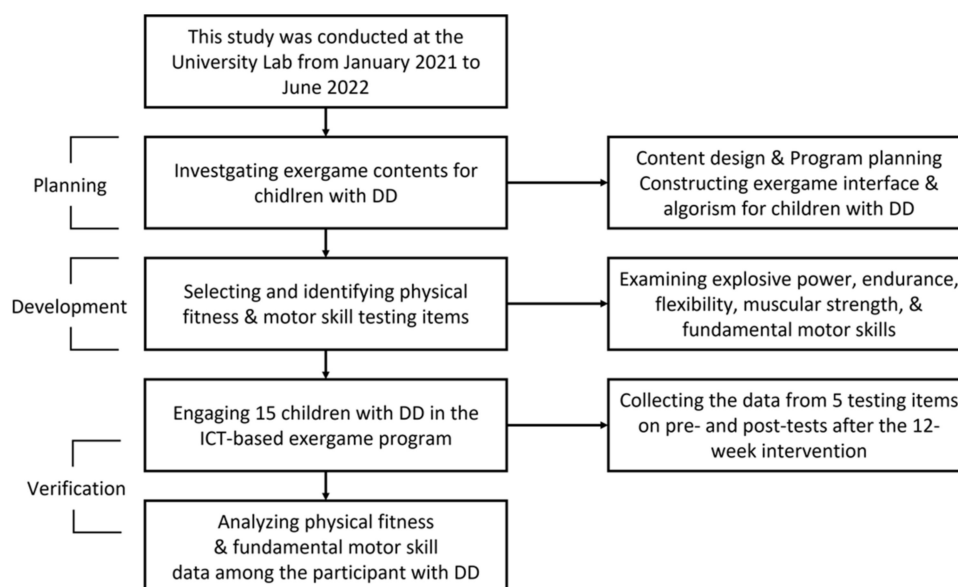 This study was conducted at the
University Lab from January 2021 to
June 2022
Planning
Investgating exergame contents for
chidlren with DD
Content design & Program planning
Constructing exergame interface &
algorism for children with DD
Development
Selecting and identifying physical
fitness & motor skill testing items
Examining explosive power, endurance,
flexibility, muscular strength, &
fundamental motor skills
Engaging 15 children with DD in the
ICT-based exergame program
Collecting the data from 5 testing items
on pre- and post-tests after the 12-
week intervention
Verification
Analyzing physical fitness
& fundamental motor skill
data among the participant with DD